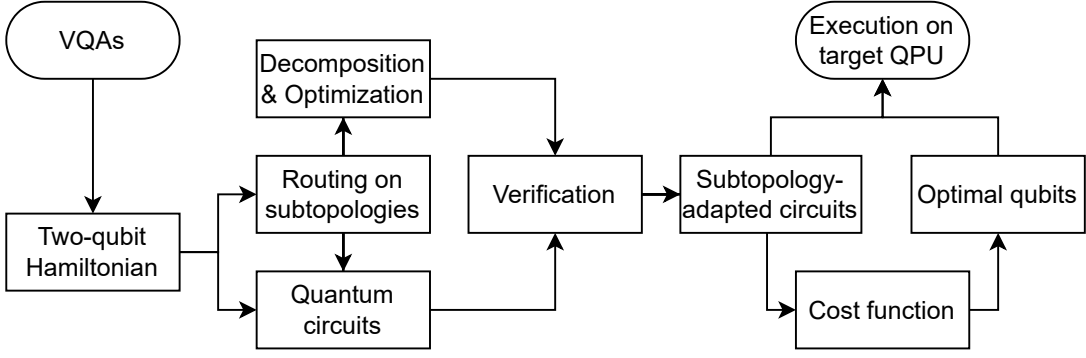 VQAs
Two-qubit
Hamiltonian
Decomposition
& Optimization
Routing on
subtopologies
Quantum
circuits
Verification
Subtopology-
adapted circuits
Cost function
Optimal qubits
Execution on
target QPU